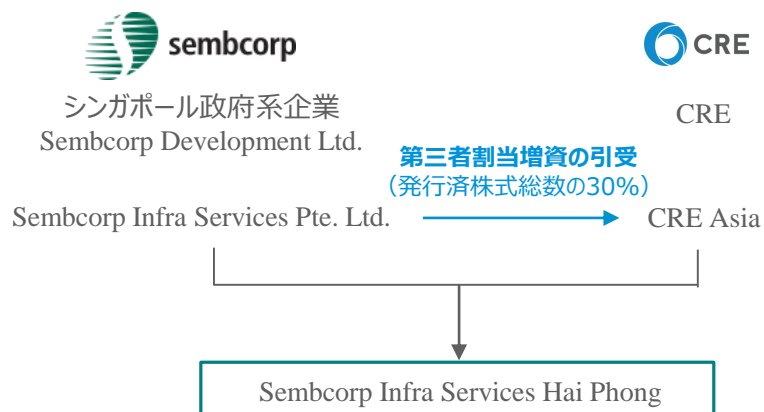 sembcorp
CRE
シンガポール政府系企業
Sembcorp Development Ltd.
CRE
第三者割当増資の引受
（発行済株式総数の30%）
Sembcorp Infra Services Pte. Ltd.
CRE Asia
Sembcorp Infra Services Hai Phong